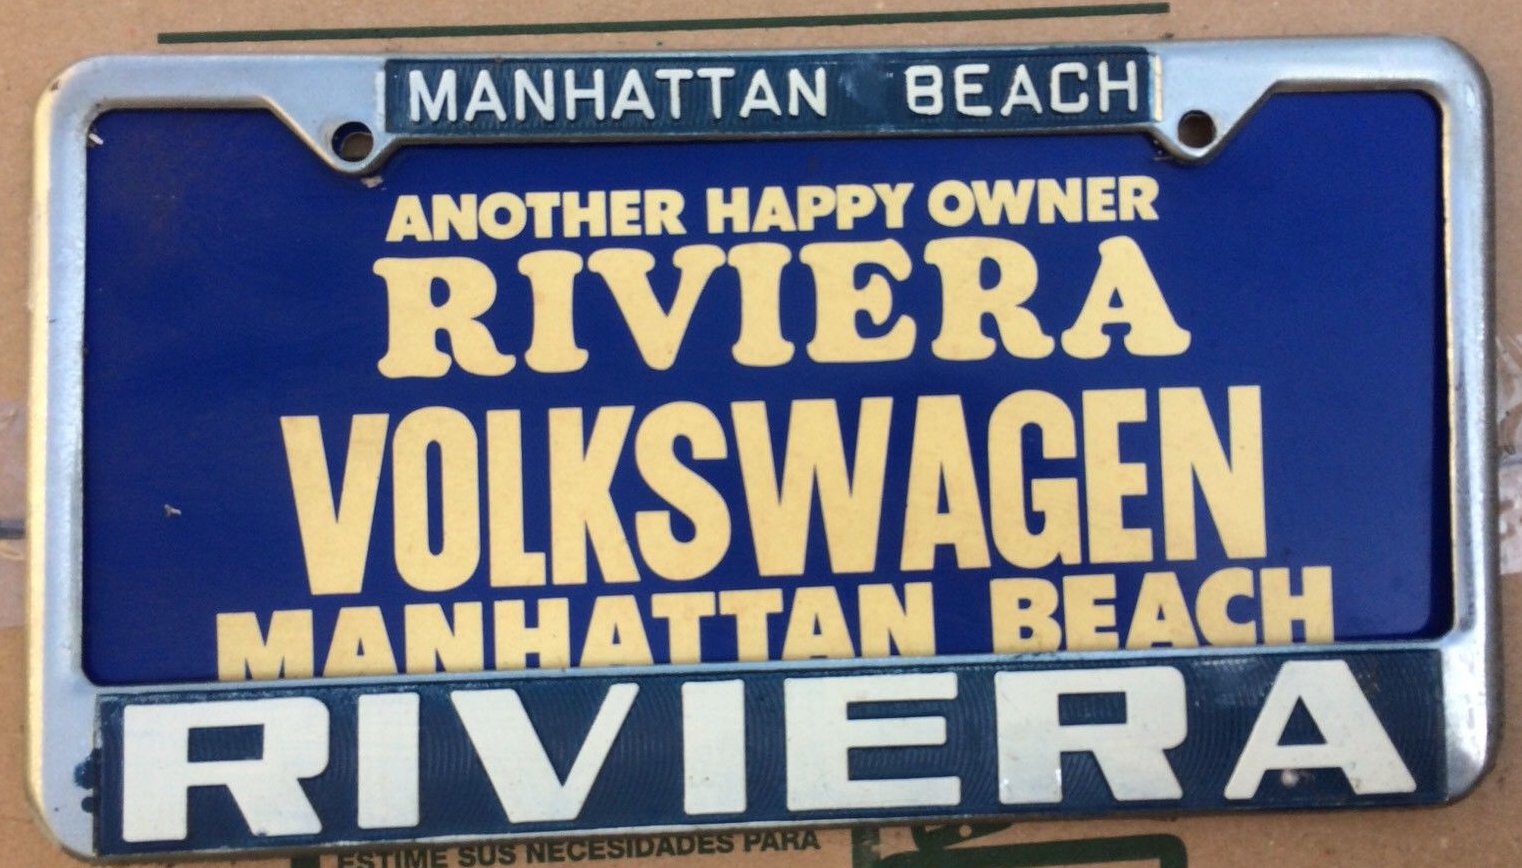 MANHATTAN BEACH
ANOTHER HAPPY OWNER
RIVIERA
VOLKSWAGEN
MANHATTAN BEACH
RIVIERA
ESTIME SUS NECESIDADES PARA